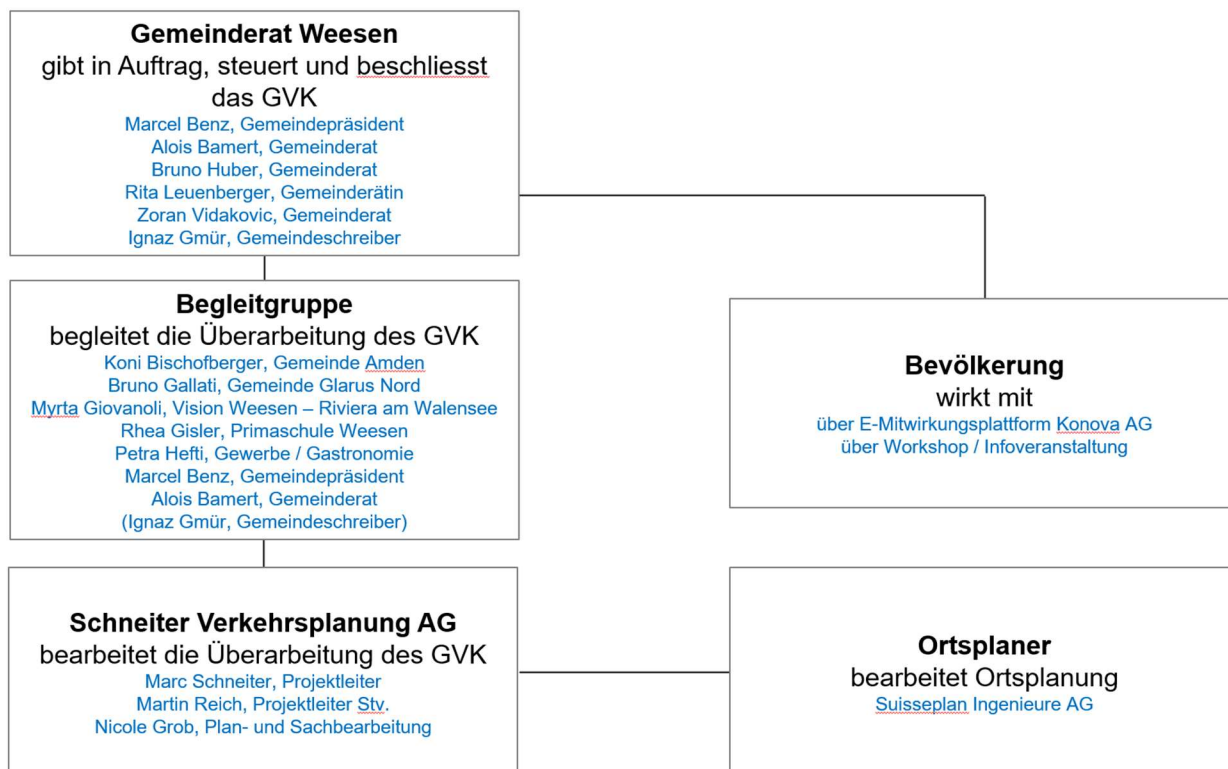 Gemeinderat Weesen
gibt in Auftrag, steuert und beschliesst
das GVK
Marcel Benz, Gemeindepräsident
Alois Bamert, Gemeinderat
Bruno Huber, Gemeinderat
Rita Leuenberger, Gemeinderätin
Zoran Vidakovic, Gemeinderat
Ignaz Gmür, Gemeindeschreiber
Begleitgruppe
begleitet die Überarbeitung des GVK
Koni Bischofberger, Gemeinde Amden
Bruno Gallati, Gemeinde Glarus Nord
Myrta Giovanoli, Vision Weesen – Riviera am Walensee
Rhea Gisler, Primaschule Weesen
Petra Hefti, Gewerbe / Gastronomie
Marcel Benz, Gemeindepräsident
Alois Bamert, Gemeinderat
(Ignaz Gmür, Gemeindeschreiber)
Bevölkerung
wirkt mit
über E-Mitwirkungsplattform Konova AG
über Workshop / Infoveranstaltung
Schneiter Verkehrsplanung AG
bearbeitet die Überarbeitung des GVK
Marc Schneiter, Projektleiter
Martin Reich, Projektleiter Stv.
Nicole Grob, Plan- und Sachbearbeitung
Ortsplaner
bearbeitet Ortsplanung
Suisseplan Ingenieure AG